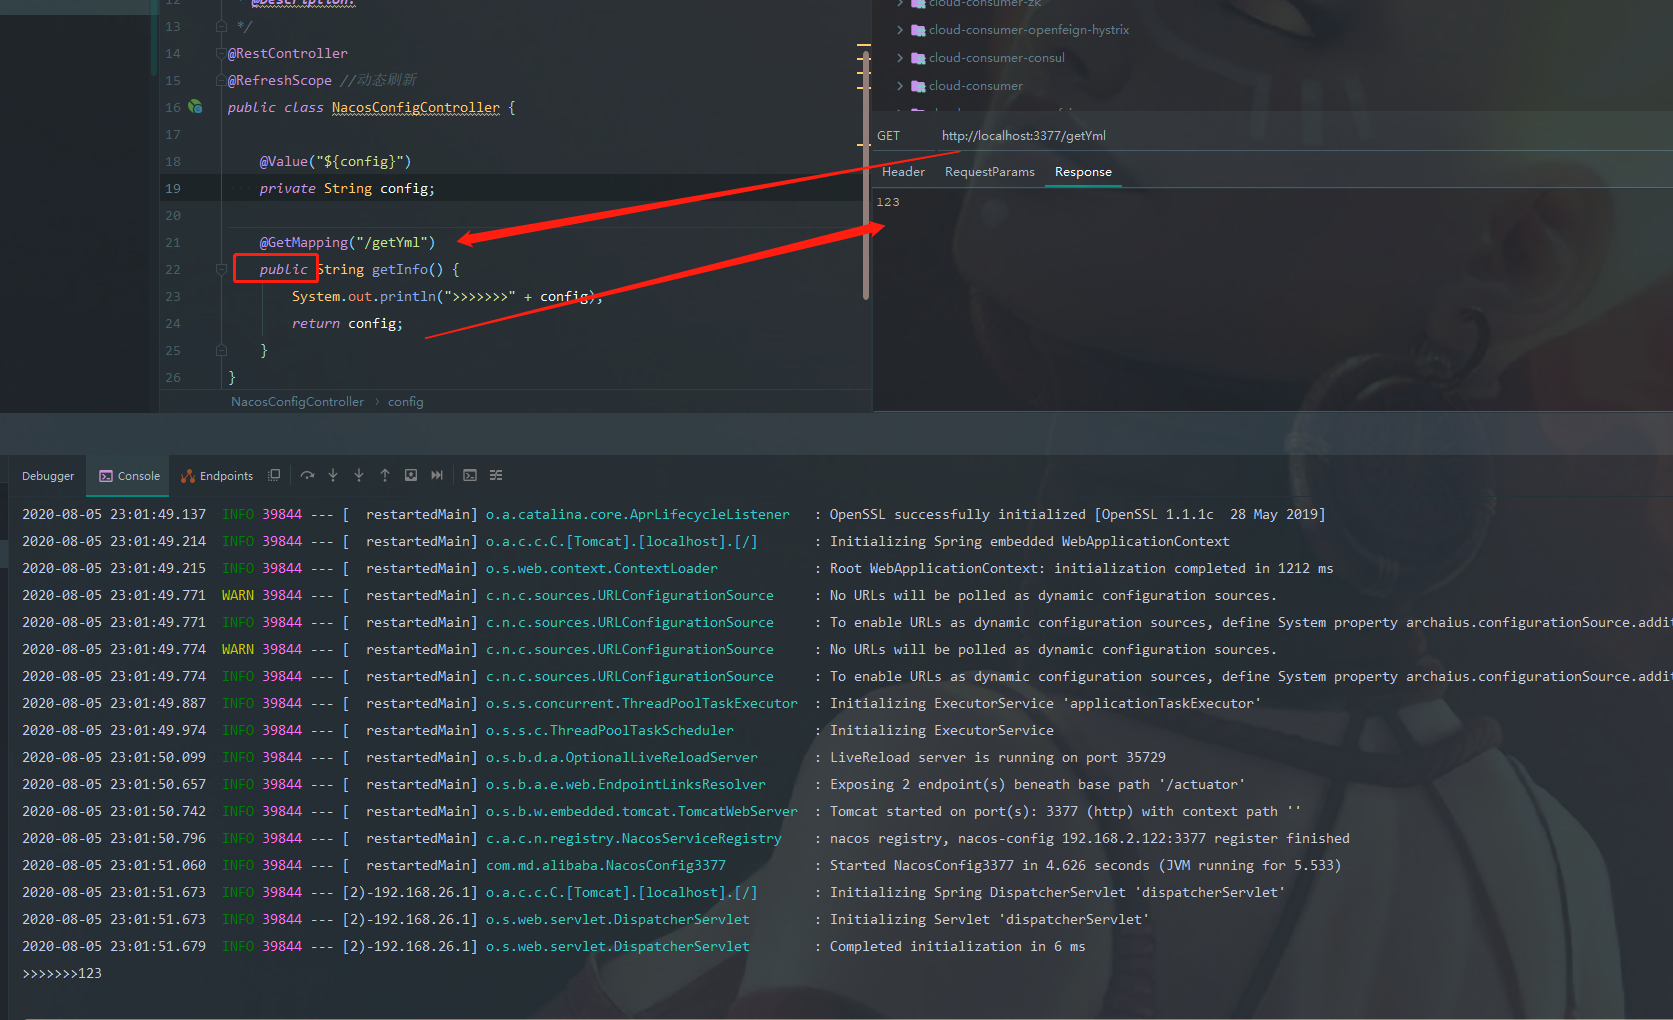 12
@Description:
13 */
14 @RestController
15 @RefreshScope //动态刷新
16 public class NacosConfigController {
17
18 @Value("${config}")
19 private String config;
20
21 @GetMapping("/getYml")
22 public String getInfo() {
23 System.out.println(">>>>>>>" + config);
24 return config;
25 }
26 }
NacosConfigController › config
cloud-consumer-zk
cloud-consumer-openfeign-hystrix
cloud-consumer-consul
cloud-consumer
GET http://localhost:3377/getYml
Header RequestParams Response
123
Debugger Console Endpoints
2020-08-05 23:01:49.137 INFO 39844 --- [ restartedMain] o.a.catalina.core.AprLifecycleListener : OpenSSL successfully initialized [OpenSSL 1.1.1c 28 May 2019]
2020-08-05 23:01:49.214 INFO 39844 --- [ restartedMain] o.a.c.c.C.[Tomcat].[localhost].[/] : Initializing Spring embedded WebApplicationContext
2020-08-05 23:01:49.215 INFO 39844 --- [ restartedMain] o.s.web.context.ContextLoader : Root WebApplicationContext: initialization completed in 1212 ms
2020-08-05 23:01:49.771 WARN 39844 --- [ restartedMain] c.n.c.sources.URLConfigurationSource : No URLs will be polled as dynamic configuration sources.
2020-08-05 23:01:49.771 INFO 39844 --- [ restartedMain] c.n.c.sources.URLConfigurationSource : To enable URLs as dynamic configuration sources, define System property archaius.configurationSource.addit
2020-08-05 23:01:49.774 WARN 39844 --- [ restartedMain] c.n.c.sources.URLConfigurationSource : No URLs will be polled as dynamic configuration sources.
2020-08-05 23:01:49.774 INFO 39844 --- [ restartedMain] c.n.c.sources.URLConfigurationSource : To enable URLs as dynamic configuration sources, define System property archaius.configurationSource.addit
2020-08-05 23:01:49.887 INFO 39844 --- [ restartedMain] o.s.s.concurrent.ThreadPoolTaskExecutor : Initializing ExecutorService 'applicationTaskExecutor'
2020-08-05 23:01:49.974 INFO 39844 --- [ restartedMain] o.s.s.c.ThreadPoolTaskScheduler : Initializing ExecutorService
2020-08-05 23:01:50.099 INFO 39844 --- [ restartedMain] o.s.b.d.a.OptionalLiveReloadServer : LiveReload server is running on port 35729
2020-08-05 23:01:50.657 INFO 39844 --- [ restartedMain] o.s.b.a.e.web.EndpointLinksResolver : Exposing 2 endpoint(s) beneath base path '/actuator'
2020-08-05 23:01:50.742 INFO 39844 --- [ restartedMain] o.s.b.w.embedded.tomcat.TomcatWebServer : Tomcat started on port(s): 3377 (http) with context path ''
2020-08-05 23:01:50.796 INFO 39844 --- [ restartedMain] c.a.c.n.registry.NacosServiceRegistry : nacos registry, nacos-config 192.168.2.122:3377 register finished
2020-08-05 23:01:51.060 INFO 39844 --- [ restartedMain] com.md.alibaba.NacosConfig3377 : Started NacosConfig3377 in 4.626 seconds (JVM running for 5.533)
2020-08-05 23:01:51.673 INFO 39844 --- [2)-192.168.26.1] o.a.c.c.C.[Tomcat].[localhost].[/] : Initializing Spring DispatcherServlet 'dispatcherServlet'
2020-08-05 23:01:51.673 INFO 39844 --- [2)-192.168.26.1] o.s.web.servlet.DispatcherServlet : Initializing Servlet 'dispatcherServlet'
2020-08-05 23:01:51.679 INFO 39844 --- [2)-192.168.26.1] o.s.web.servlet.DispatcherServlet : Completed initialization in 6 ms
>>>>>>>123